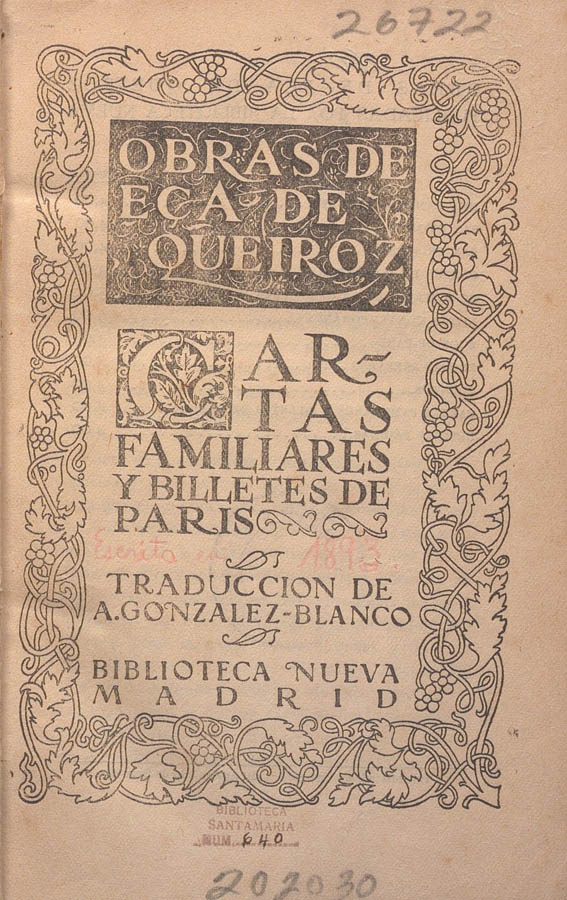 26722
OBRAS DE
EÇA DE
QUEIROZ
CAR-
TAS
FAMILIARES
Y BILLETES DE
PARIS
Escrito en 1893.
TRADUCCION DE
A. GONZALEZ-BLANCO
BIBLIOTECA NUEVA
MADRID
BIBLIOTECA
SANTAMARIA
NUM. 640
202030